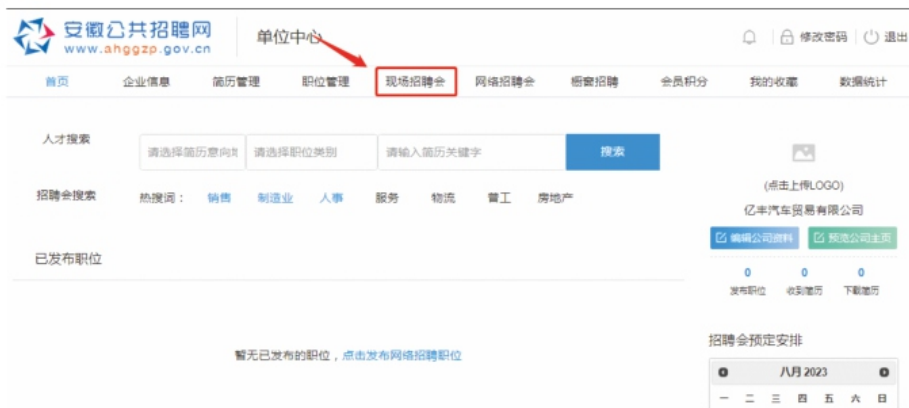 安徽公共招聘网
www.ahggzp.gov.cn
单位中心
修改密码
退出
首页 企业信息 简历管理 职位管理 现场招聘会 网络招聘会 橱窗招聘 会员积分 我的收藏 数据统计
人才搜索
请选择简历意向 请选择职位类别 请输入简历关键字 搜索
招聘会搜索 热搜词： 销售 制造业 人事 服务 物流 普工 房地产
(点击上传LOGO)
亿丰汽车贸易有限公司
编辑公司资料 预览公司主页
0 0 0
发布职位 收到简历 下载简历
已发布职位
暂无已发布的职位，点击发布网络招聘职位
招聘会预定安排
八月 2023
一 二 三 四 五 六 日